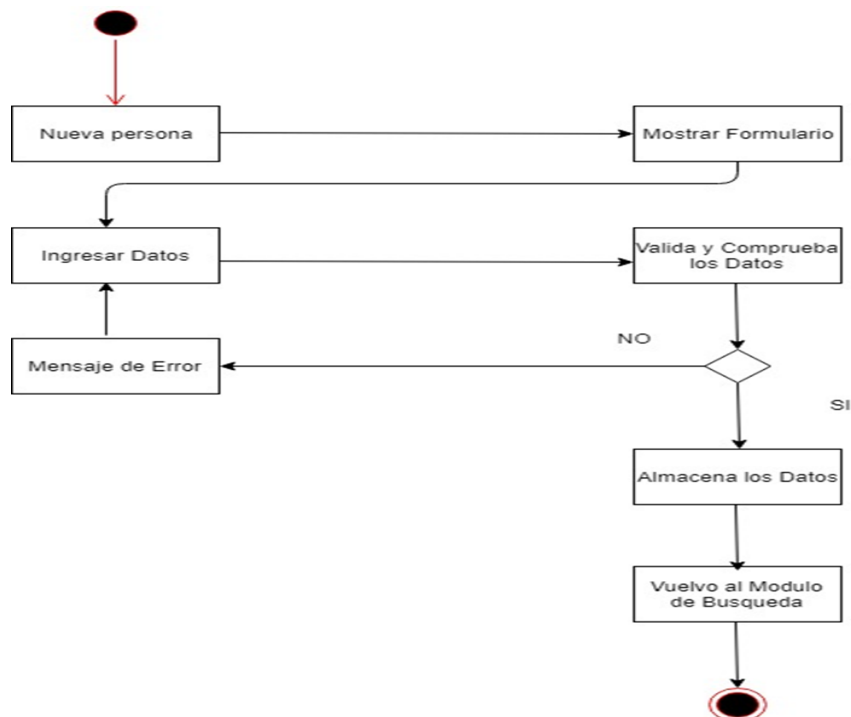 Nueva persona
Mostrar Formulario
Ingresar Datos
Valida y Comprueba
los Datos
NO
Mensaje de Error
SI
Almacena los Datos
Vuelvo al Modulo
de Busqueda